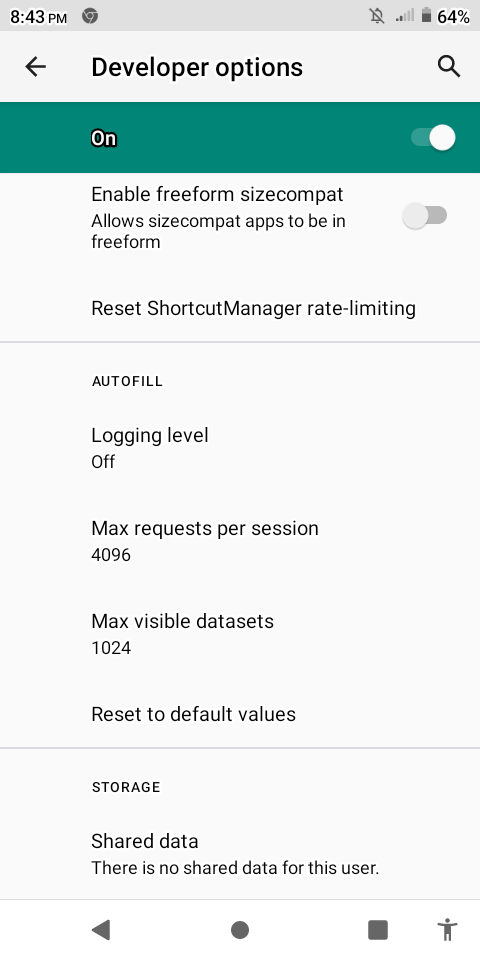 8:43 PM 64%
Developer options
On
Enable freeform sizecompat
Allows sizecompat apps to be in
freeform
Reset ShortcutManager rate-limiting
AUTOFILL
Logging level
Off
Max requests per session
4096
Max visible datasets
1024
Reset to default values
STORAGE
Shared data
There is no shared data for this user.